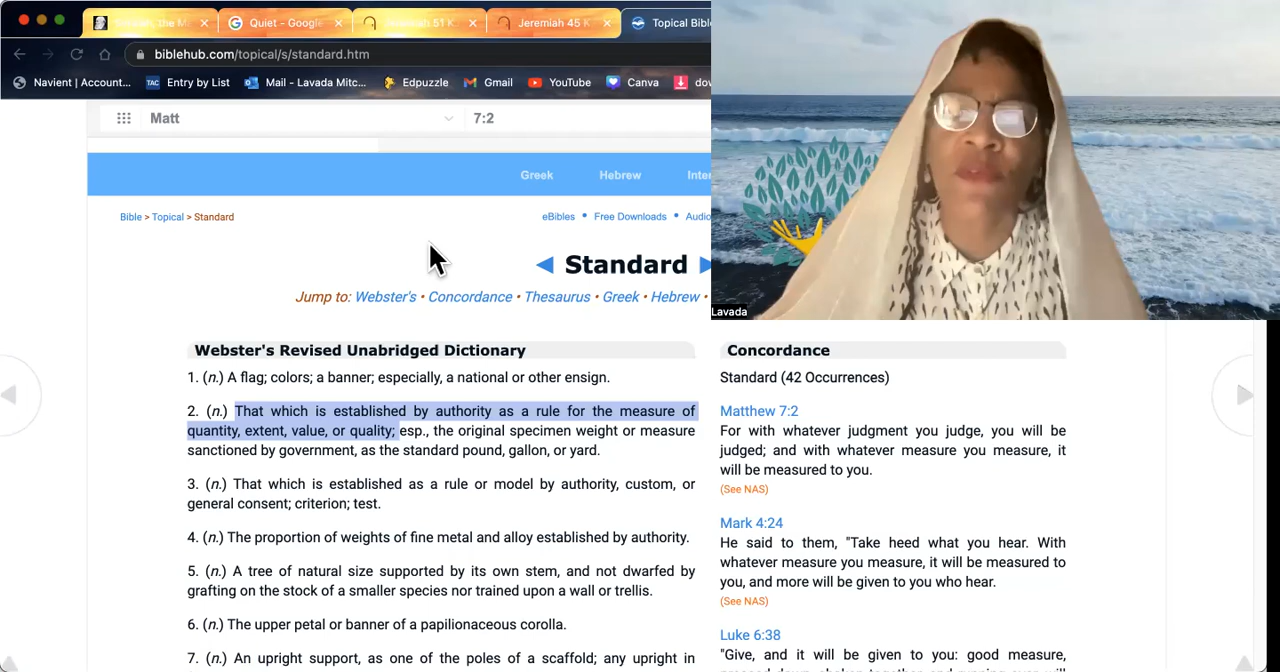 the M
Quiet - Google
Jeremiah 51 K
Jeremiah 45 K
Topical Bible
biblehub.com/topical/s/standard.htm
Navient | Account... Entry by List Mail - Lavada Mitc... Edpuzzle Gmail YouTube Canva dow
Matt 7:2
Greek Hebrew Inter
Bible > Topical > Standard eBibles • Free Downloads • Audio
Standard
Jump to: Webster's • Concordance • Thesaurus • Greek • Hebrew •
Lavada
Webster's Revised Unabridged Dictionary
1. (n.) A flag; colors; a banner; especially, a national or other ensign.
2. (n.) That which is established by authority as a rule for the measure of
quantity, extent, value, or quality; esp., the original specimen weight or measure
sanctioned by government, as the standard pound, gallon, or yard.
3. (n.) That which is established as a rule or model by authority, custom, or
general consent; criterion; test.
4. (n.) The proportion of weights of fine metal and alloy established by authority.
5. (n.) A tree of natural size supported by its own stem, and not dwarfed by
grafting on the stock of a smaller species nor trained upon a wall or trellis.
6. (n.) The upper petal or banner of a papilionaceous corolla.
7. (n.) An upright support, as one of the poles of a scaffold; any upright in
Concordance
Standard (42 Occurrences)
Matthew 7:2
For with whatever judgment you judge, you will be
judged; and with whatever measure you measure, it
will be measured to you.
(See NAS)
Mark 4:24
He said to them, "Take heed what you hear. With
whatever measure you measure, it will be measured to
you, and more will be given to you who hear.
(See NAS)
Luke 6:38
"Give, and it will be given to you: good measure,